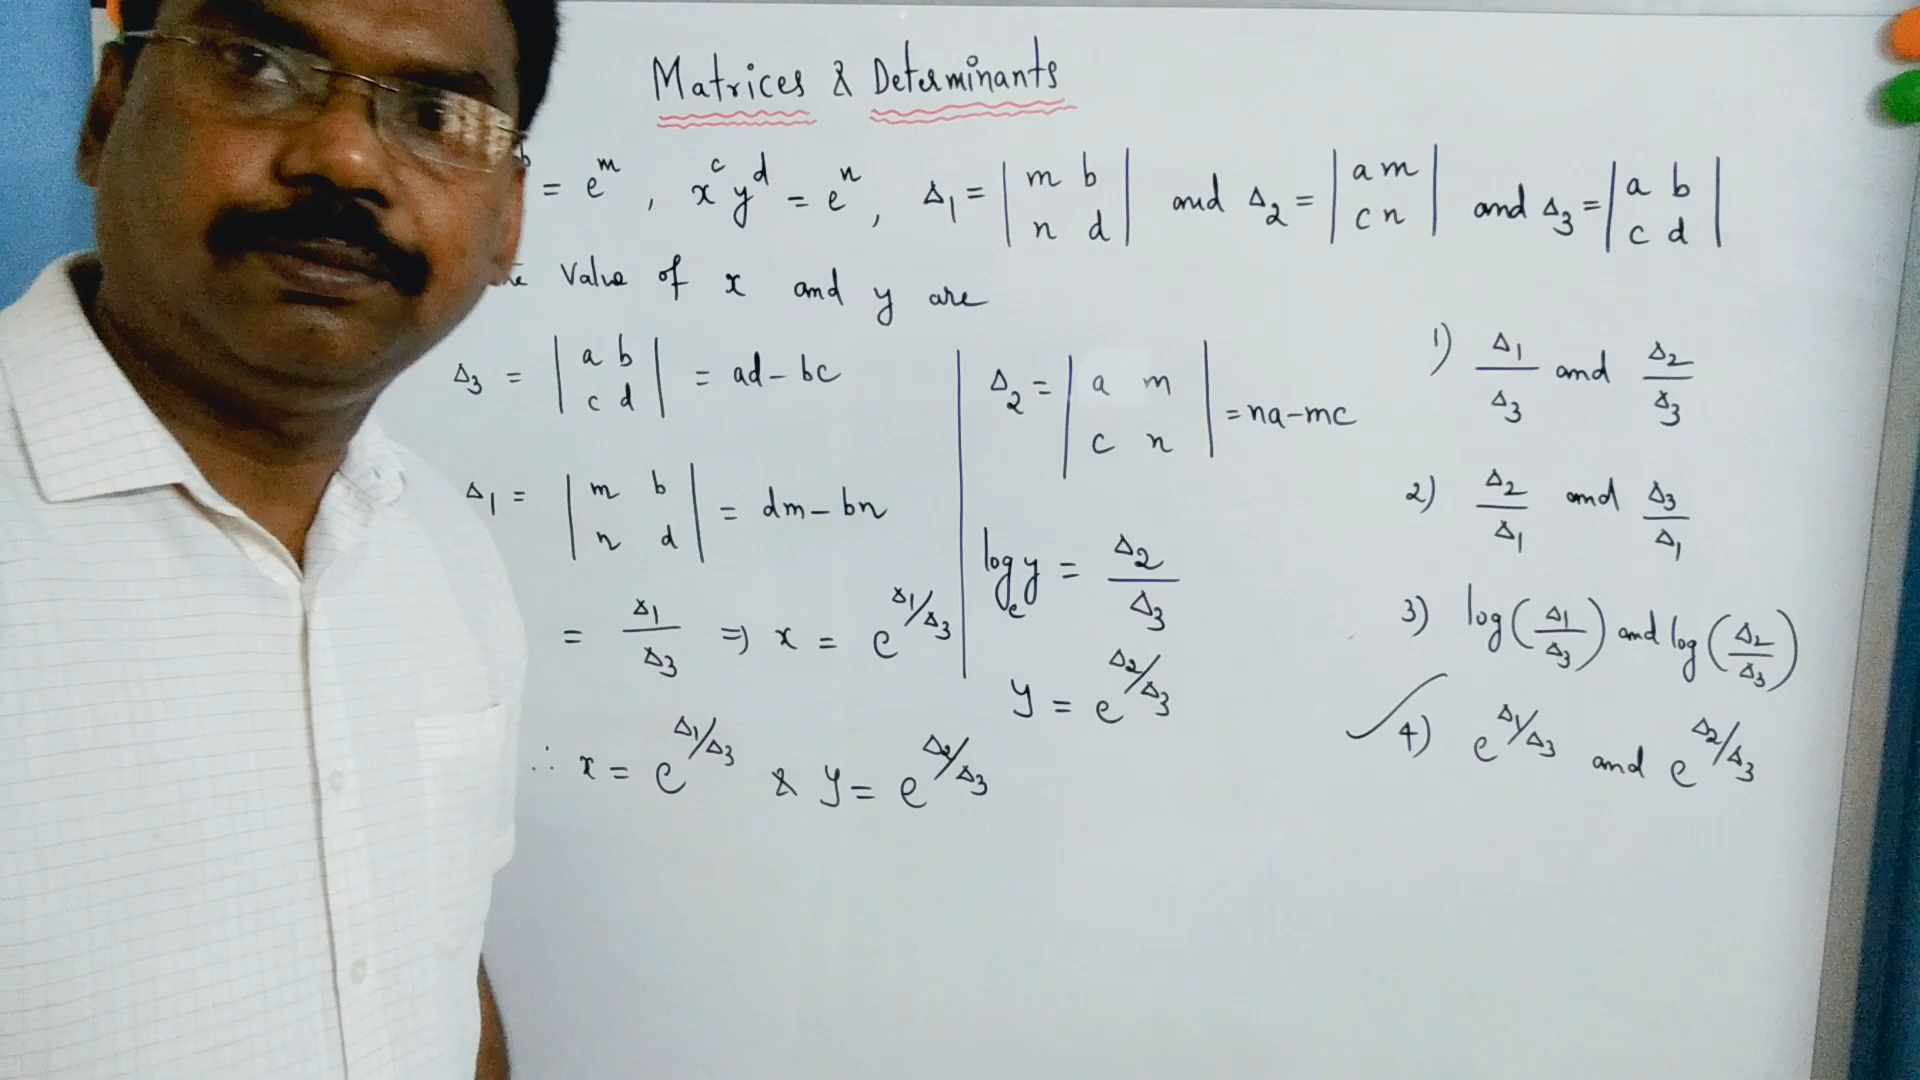 Matrices & Determinants
b = e^m , x^c y^d = e^n , Δ1 = | m b | and Δ2 = | a m | and Δ3 = | a b |
n d c n c d
value of x and y are
Δ3 = | a b | = ad - bc
c d
Δ1 = | m b | = dm - bn
n d
= Δ1/Δ3 ⇒ x = e^Δ1/Δ3
∴ x = e^Δ1/Δ3 & y = e^Δ2/Δ3
Δ2 = | a m | = na-mc
c n
log_e y = Δ2/Δ3
y = e^Δ2/Δ3
1) Δ1/Δ3 and Δ2/Δ3
2) Δ2/Δ1 and Δ3/Δ1
3) log(Δ1/Δ3) and log(Δ2/Δ3)
✓4) e^Δ1/Δ3 and e^Δ2/Δ3